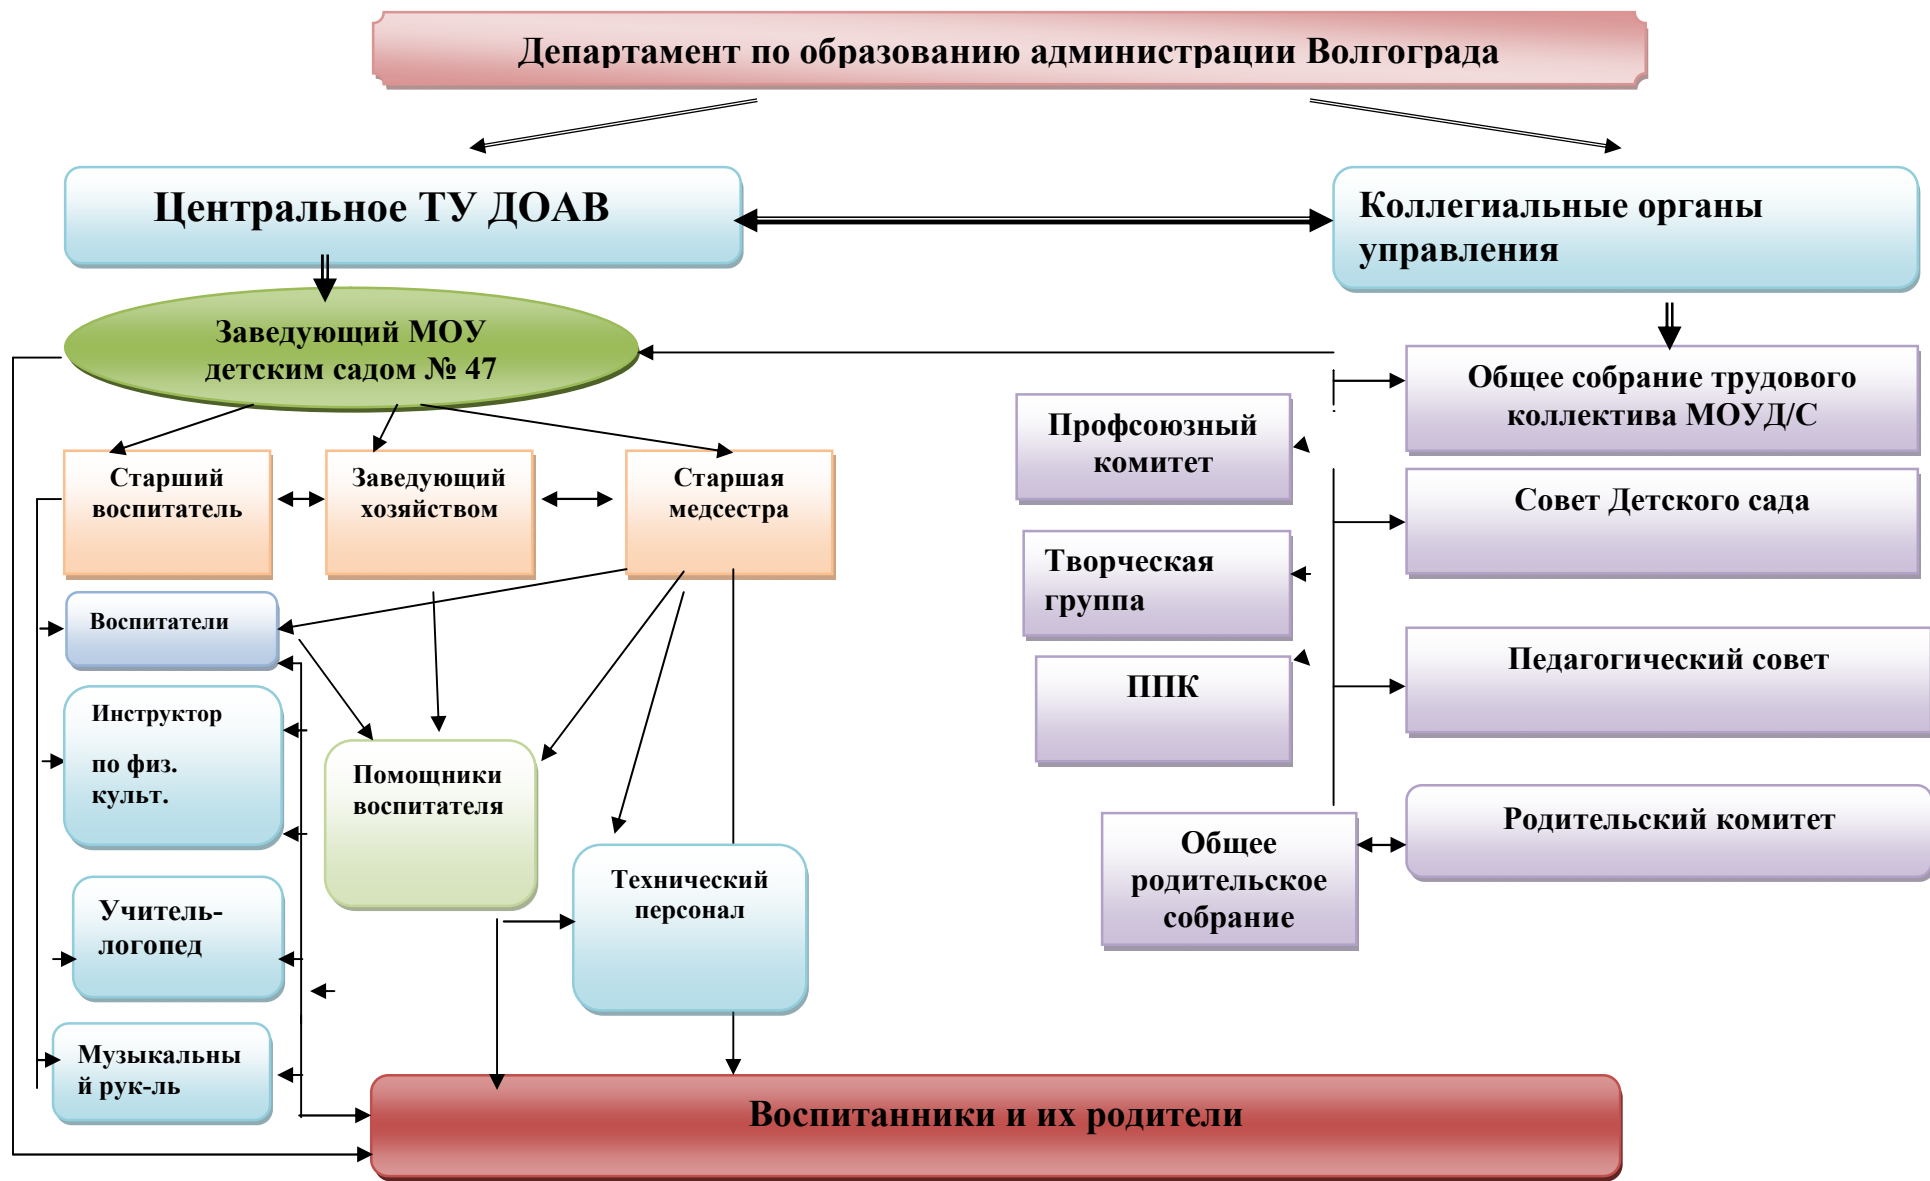 Департамент по образованию администрации Волгограда
Центральное ТУ ДОАВ
Коллегиальные органы
управления
Заведующий МОУ
детским садом № 47
Общее собрание трудового
коллектива МОУД/С
Профсоюзный
комитет
Старший
воспитатель
Заведующий
хозяйством
Старшая
медсестра
Совет Детского сада
Творческая
группа
Воспитатели
Педагогический совет
ППК
Инструктор
по физ.
культ.
Помощники
воспитателя
Родительский комитет
Общее
родительское
собрание
Технический
персонал
Учитель-
логопед
Музыкальны
й рук-ль
Воспитанники и их родители